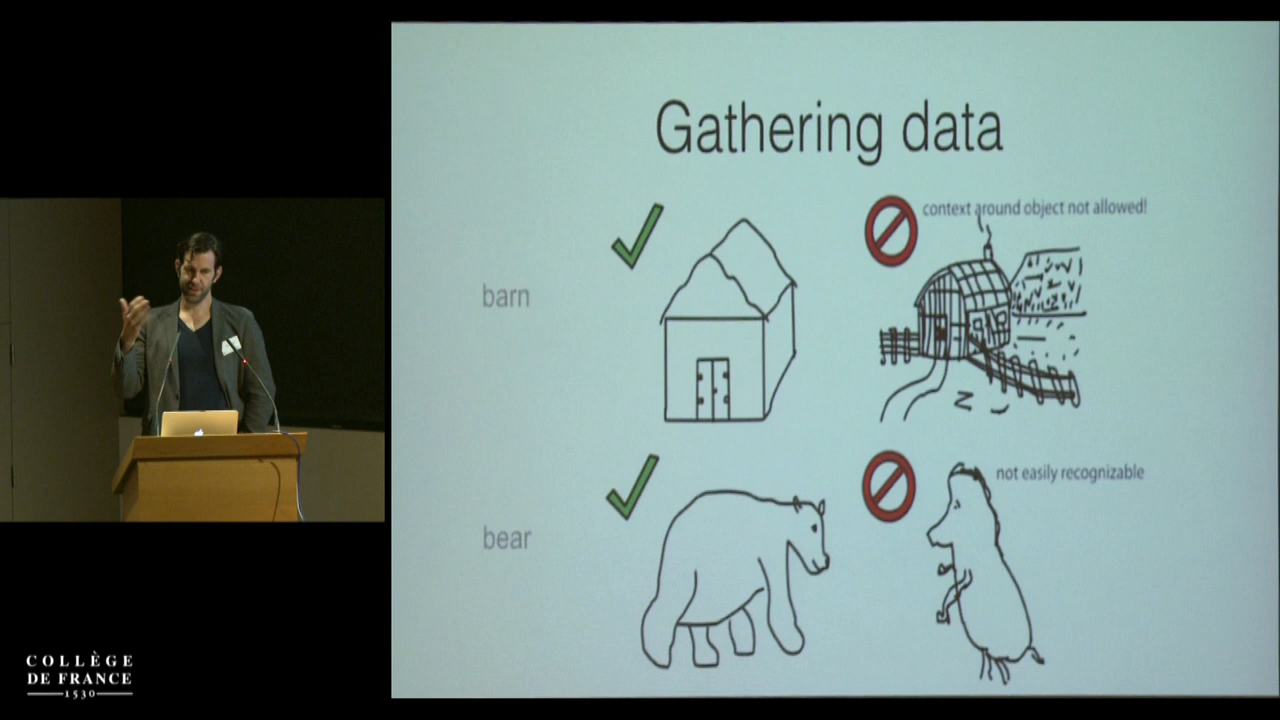 Gathering data
context around object not allowed!
barn
not easily recognizable
bear
COLLÈGE
DE FRANCE
1530